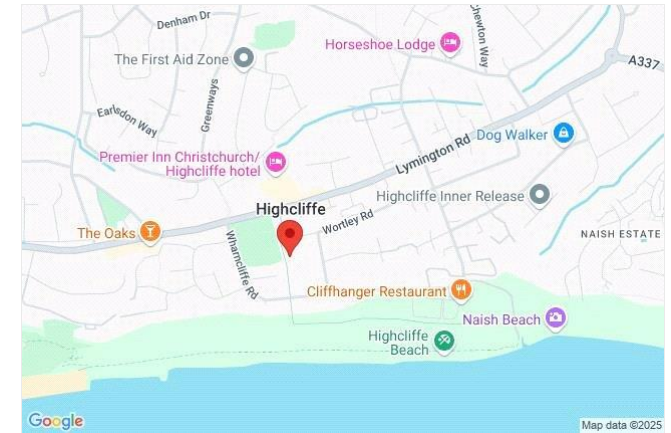 Denham Dr
Horseshoe Lodge
Chewton Way
The First Aid Zone
A337
Greenways
Earlsdon Way
Dog Walker
Premier Inn Christchurch/
Highcliffe hotel
Lymington Rd
Highcliffe Inner Release
Highcliffe
Wortley Rd
The Oaks
NAISH ESTATE
Wharncliffe Rd
Cliffhanger Restaurant
Naish Beach
Highcliffe
Beach
Google
Map data ©2025